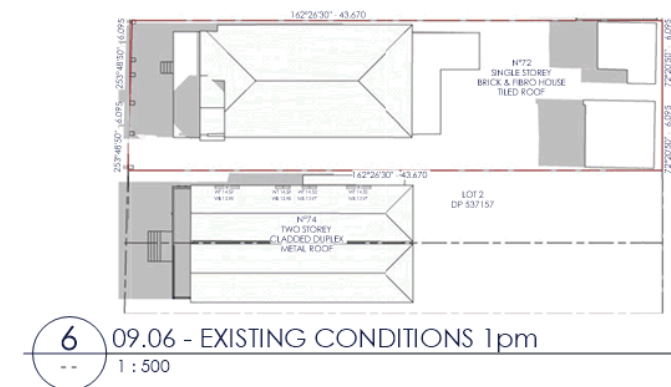 162°26'30" - 43.670
253°48'50" 6.095
253°48'50" 6.095
72°20'50" 6.095
72°20'50" 6.095
N°72
SINGLE STOREY
BRICK & FIBRO HOUSE
TILED ROOF
162°26'30" - 43.670
LOT 2
DP 537157
N°74
TWO STOREY
CLADDED DUPLEX
METAL ROOF
6
--
09.06 - EXISTING CONDITIONS 1pm
1 : 500